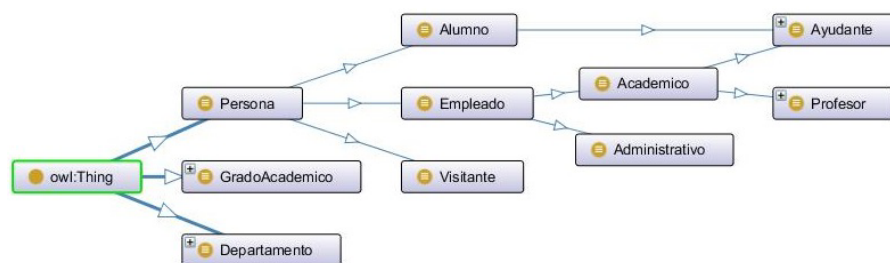 Alumno
Ayudante
Persona
Empleado
Academico
Profesor
Administrativo
owl:Thing
GradoAcademico
Visitante
Departamento